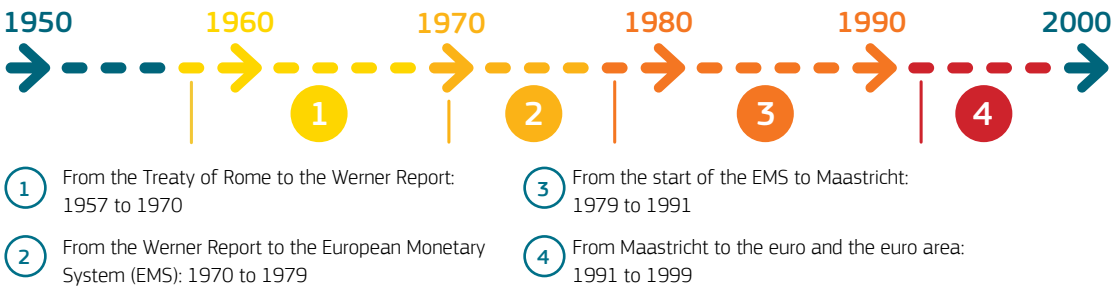 1950 1960 1970 1980 1990 2000
1 2 3 4
1 From the Treaty of Rome to the Werner Report:
1957 to 1970
2 From the Werner Report to the European Monetary
System (EMS): 1970 to 1979
3 From the start of the EMS to Maastricht:
1979 to 1991
4 From Maastricht to the euro and the euro area:
1991 to 1999